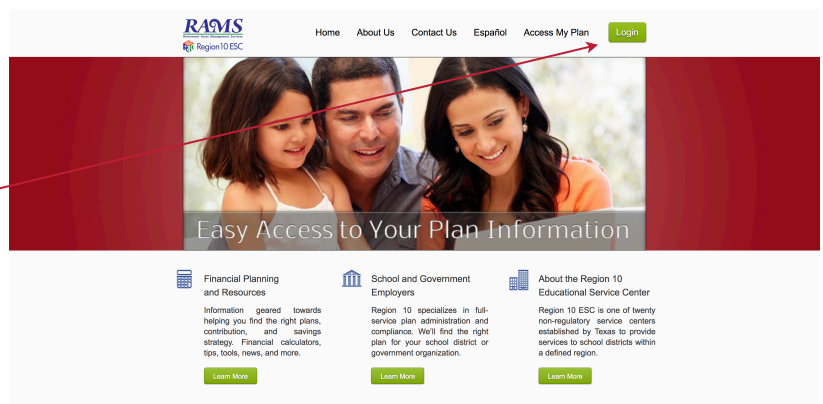 RAMS
Retirement Asset Management Services
Region 10 ESC
Home About Us Contact Us Español Access My Plan Login
Easy Access to Your Plan Information
Financial Planning
and Resources
Information geared towards
helping you find the right plans,
contribution, and savings
strategy. Financial calculators,
tips, tools, news, and more.
Learn More
School and Government
Employers
Region 10 specializes in full-
service plan administration and
compliance. We'll find the right
plan for your school district or
government organization.
Learn More
About the Region 10
Educational Service Center
Region 10 ESC is one of twenty
non-regulatory service centers
established by Texas to provide
services to school districts within
a defined region.
Learn More